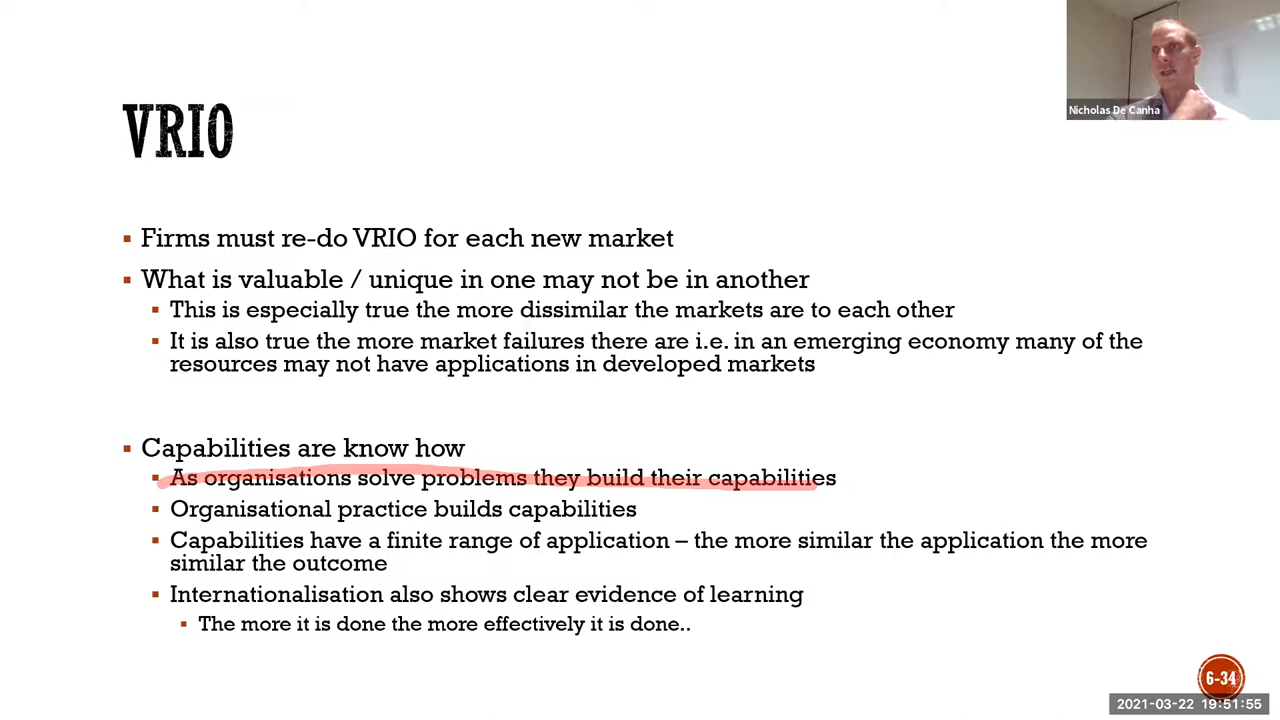 Nicholas De Canha
VRIO
Firms must re-do VRIO for each new market
What is valuable / unique in one may not be in another
This is especially true the more dissimilar the markets are to each other
It is also true the more market failures there are i.e. in an emerging economy many of the
resources may not have applications in developed markets
Capabilities are know how
As organisations solve problems they build their capabilities
Organisational practice builds capabilities
Capabilities have a finite range of application – the more similar the application the more
similar the outcome
Internationalisation also shows clear evidence of learning
The more it is done the more effectively it is done..
6-34
2021-03-22 19:51:55